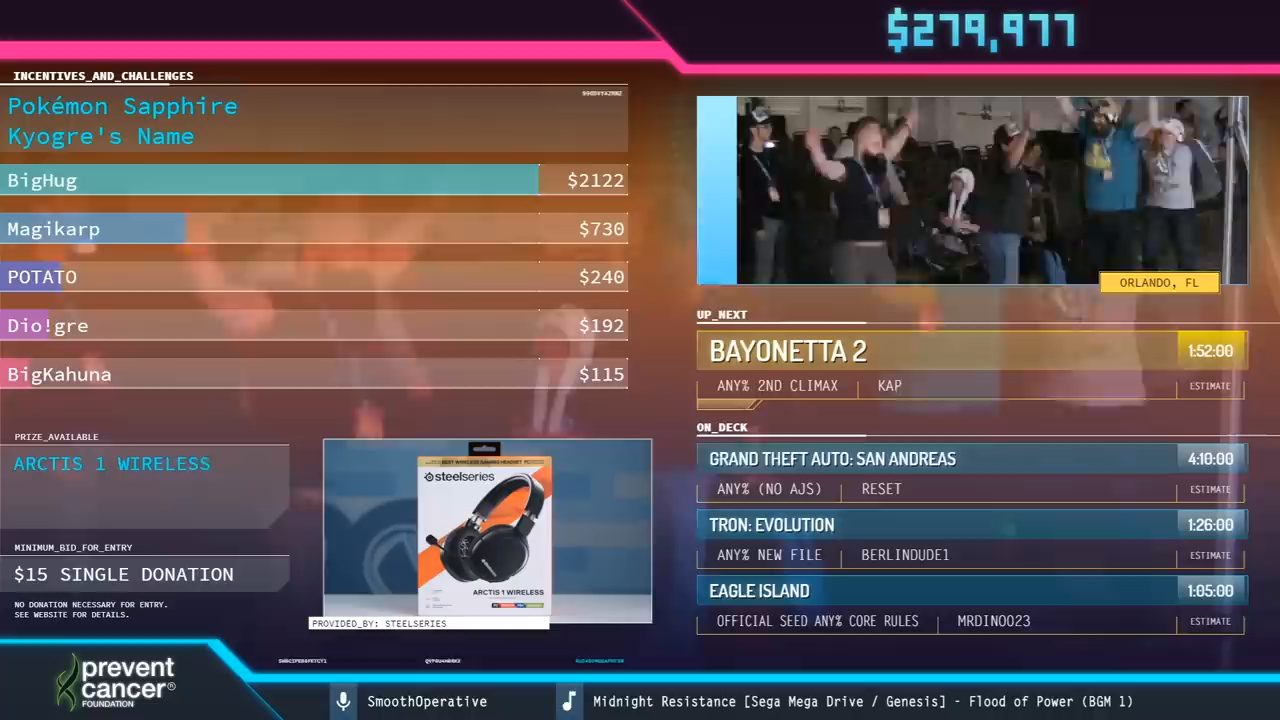 $279,977
INCENTIVES_AND_CHALLENGES
Pokémon Sapphire
Kyogre's Name
BigHug $2122
Magikarp $730
POTATO $240
Dio!gre $192
BigKahuna $115
PRIZE_AVAILABLE
ARCTIS 1 WIRELESS
MINIMUM_BID_FOR_ENTRY
$15 SINGLE DONATION
NO DONATION NECESSARY FOR ENTRY.
SEE WEBSITE FOR DETAILS.
steelseries
ARCTIS 1 WIRELESS
PROVIDED_BY: STEELSERIES
ORLANDO, FL
UP_NEXT
BAYONETTA 2 1:52:00
ANY% 2ND CLIMAX KAP ESTIMATE
ON_DECK
GRAND THEFT AUTO: SAN ANDREAS 4:10:00
ANY% (NO AJS) RESET ESTIMATE
TRON: EVOLUTION 1:26:00
ANY% NEW FILE BERLINDUDE1 ESTIMATE
EAGLE ISLAND 1:05:00
OFFICIAL SEED ANY% CORE RULES MRDINOO23 ESTIMATE
prevent
cancer®
FOUNDATION
SmoothOperative
Midnight Resistance [Sega Mega Drive / Genesis] - Flood of Power (BGM 1)